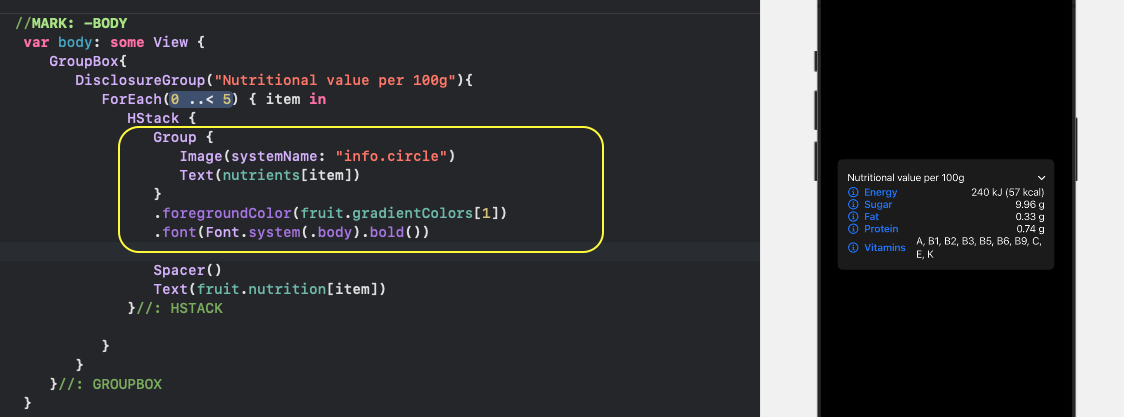 //MARK: -BODY
var body: some View {
GroupBox{
DisclosureGroup("Nutritional value per 100g"){
ForEach(0 ..< 5) { item in
HStack {
Group {
Image(systemName: "info.circle")
Text(nutrients[item])
}
.foregroundColor(fruit.gradientColors[1])
.font(Font.system(.body).bold())
Spacer()
Text(fruit.nutrition[item])
}//: HSTACK
}
}
}//: GROUPBOX
}
Nutritional value per 100g
Energy 240 kJ (57 kcal)
Sugar 9.96 g
Fat 0.33 g
Protein 0.74 g
Vitamins A, B1, B2, B3, B5, B6, B9, C,
E, K